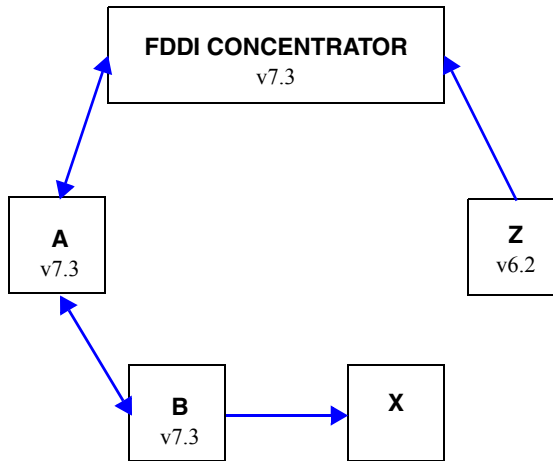 FDDI CONCENTRATOR
v7.3
A
v7.3
Z
v6.2
B
v7.3
X